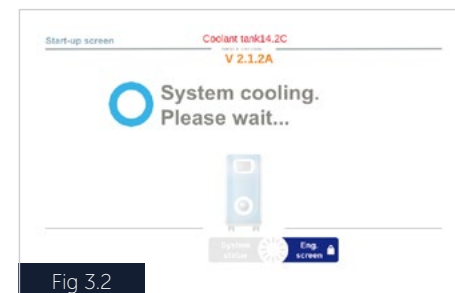 Start-up screen
Coolant tank14.2C
V 2.1.2A
System cooling.
Please wait...
System
Eng.
screen
Fig 3.2